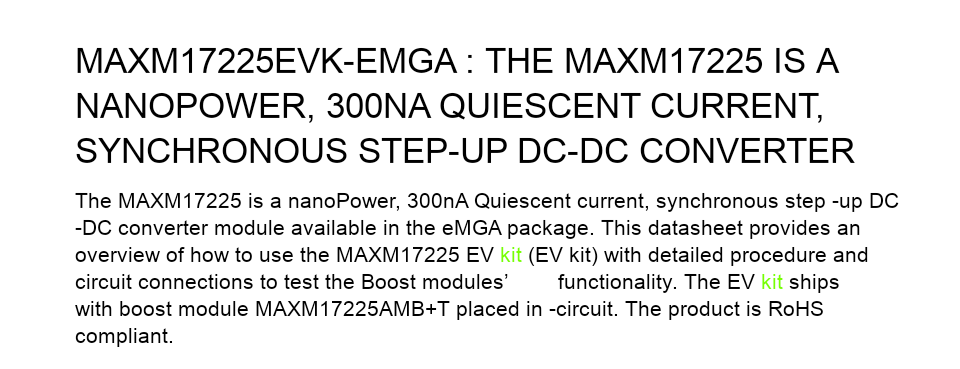 MAXM17225EVK-EMGA : THE MAXM17225 IS A
NANOPOWER, 300NA QUIESCENT CURRENT,
SYNCHRONOUS STEP-UP DC-DC CONVERTER
The MAXM17225 is a nanoPower, 300nA Quiescent current, synchronous step -up DC
-DC converter module available in the eMGA package. This datasheet provides an
overview of how to use the MAXM17225 EV kit (EV kit) with detailed procedure and
circuit connections to test the Boost modules’ functionality. The EV kit ships
with boost module MAXM17225AMB+T placed in -circuit. The product is RoHS
compliant.